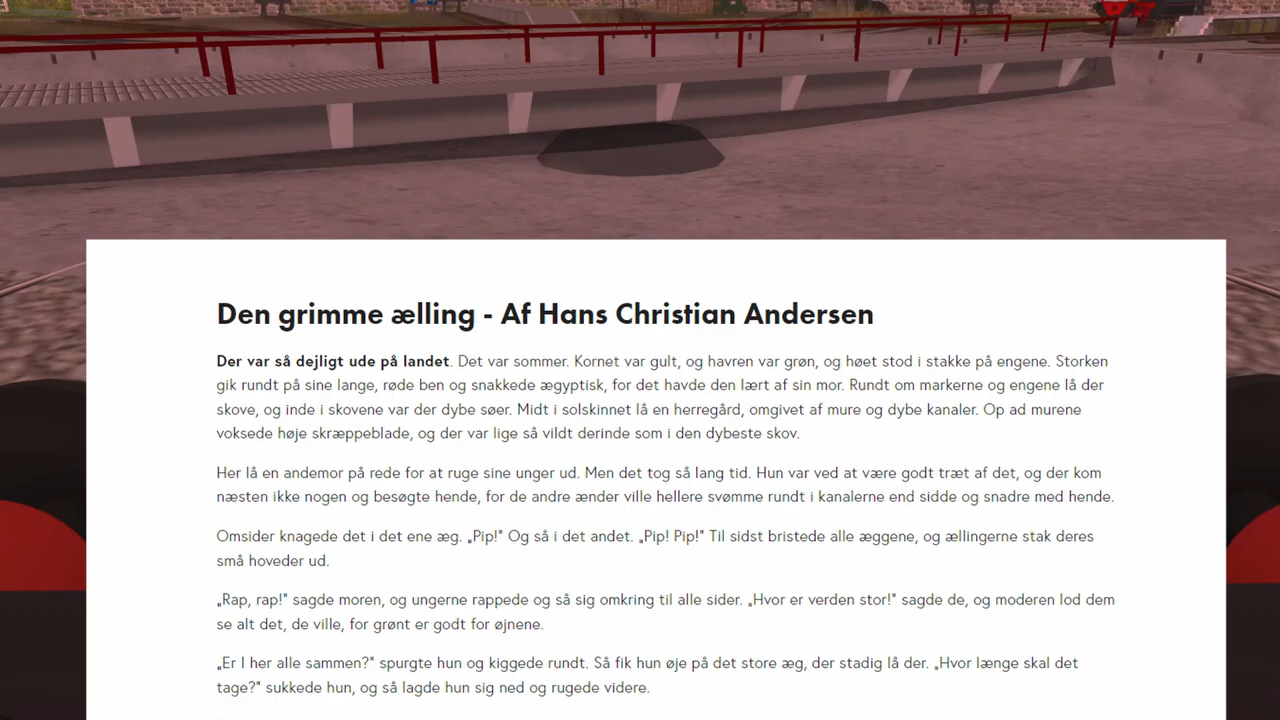 Den grimme ælling - Af Hans Christian Andersen
Der var så dejligt ude på landet. Det var sommer. Kornet var gult, og havren var grøn, og høet stod i stakke på engene. Storken
gik rundt på sine lange, røde ben og snakkede ægyptisk, for det havde den lært af sin mor. Rundt om markerne og engene lå der
skove, og inde i skovene var der dybe søer. Midt i solskinnet lå en herregård, omgivet af mure og dybe kanaler. Op ad murene
voksede høje skræppeblade, og der var lige så vildt derinde som i den dybeste skov.
Her lå en andemor på rede for at ruge sine unger ud. Men det tog så lang tid. Hun var ved at være godt træt af det, og der kom
næsten ikke nogen og besøgte hende, for de andre ænder ville hellere svømme rundt i kanalerne end sidde og snadre med hende.
Omsider knagede det i det ene æg. „Pip!” Og så i det andet. „Pip! Pip!” Til sidst bristede alle æggene, og ællingerne stak deres
små hoveder ud.
„Rap, rap!” sagde moren, og ungerne rappede og så sig omkring til alle sider. „Hvor er verden stor!” sagde de, og moderen lod dem
se alt det, de ville, for grønt er godt for øjnene.
„Er I her alle sammen?” spurgte hun og kiggede rundt. Så fik hun øje på det store æg, der stadig lå der. „Hvor længe skal det
tage?” sukkede hun, og så lagde hun sig ned og rugede videre.